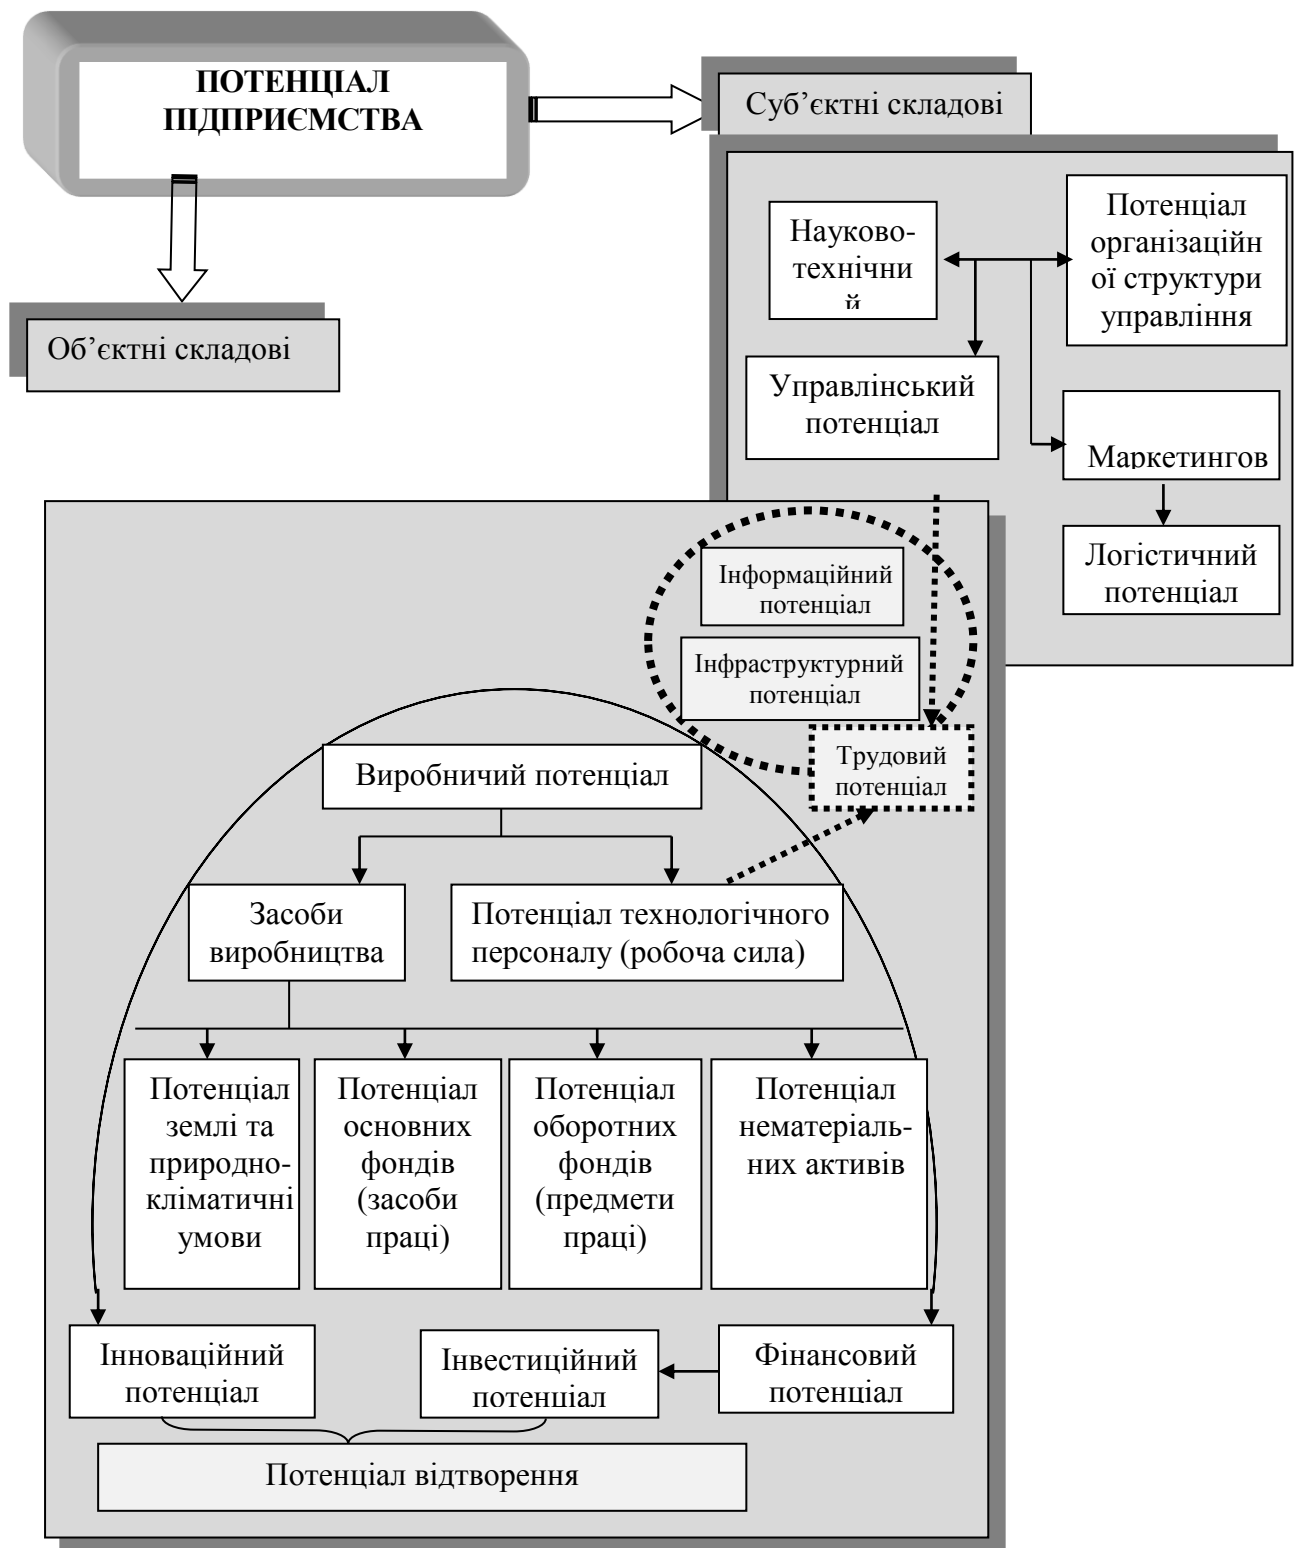 ПОТЕНЦІАЛ
ПІДПРИЄМСТВА
Суб’єктні складові
Об’єктні складові
Науково-
технічни
й
Потенціал
організаційн
ої структури
управління
Управлінський
потенціал
Маркетингов
Логістичний
потенціал
Інформаційний
потенціал
Інфраструктурний
потенціал
Трудовий
потенціал
Виробничий потенціал
Засоби
виробництва
Потенціал технологічного
персоналу (робоча сила)
Потенціал
землі та
природно-
кліматичні
умови
Потенціал
основних
фондів
(засоби
праці)
Потенціал
оборотних
фондів
(предмети
праці)
Потенціал
нематеріаль-
них активів
Інноваційний
потенціал
Інвестиційний
потенціал
Фінансовий
потенціал
Потенціал відтворення